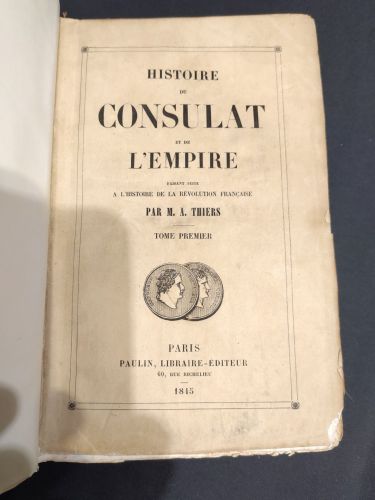 HISTOIRE
DU
CONSULAT
ET DE
L'EMPIRE
FAISANT SUITE
A L'HISTOIRE DE LA RÉVOLUTION FRANÇAISE
PAR M. A. THIERS
TOME PREMIER
PARIS
PAULIN, LIBRAIRE-ÉDITEUR
60, RUE RICHELIEU
1845